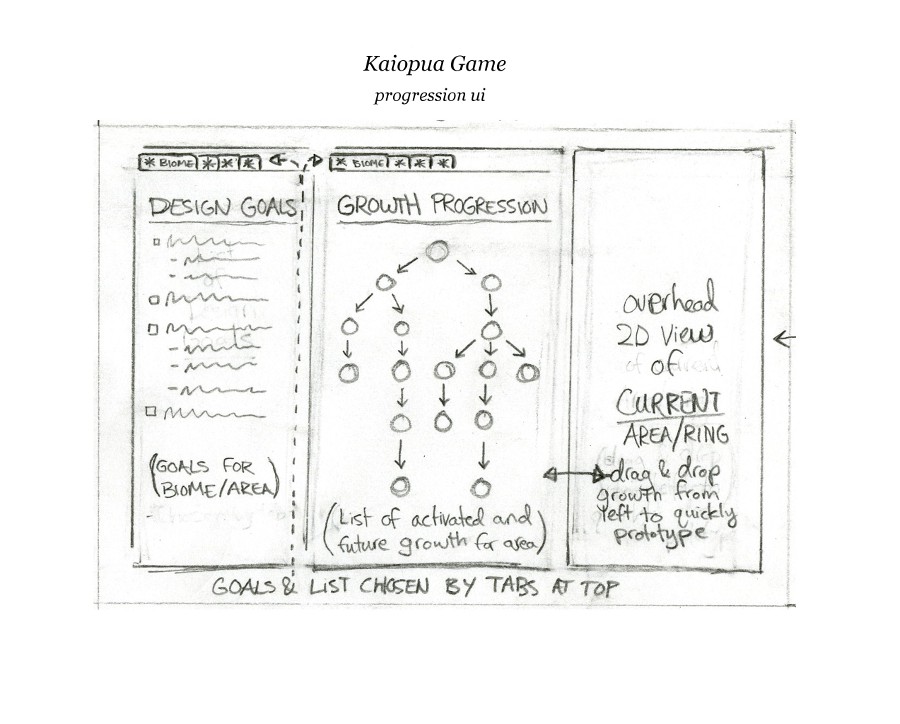 Kaiopua Game
progression ui
* BIOME * * *
* BIOME * * *
DESIGN GOALS
(GOALS FOR
BIOME/AREA)
GROWTH PROGRESSION
(List of activated and
future growth for area)
overhead
2D View
of
CURRENT
AREA/RING
drag & drop
growth from
left to quickly
prototype
GOALS & LIST CHOSEN BY TABS AT TOP